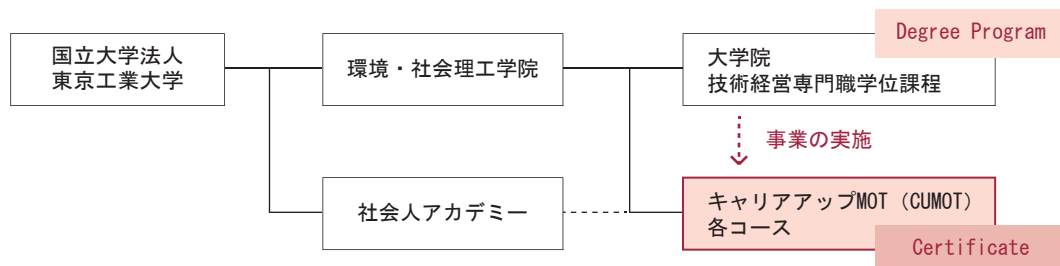 Degree Program
国立大学法人
東京工業大学
環境・社会理工学院
大学院
技術経営専門職学位課程
事業の実施
社会人アカデミー
キャリアアップMOT（CUMOT）
各コース
Certificate